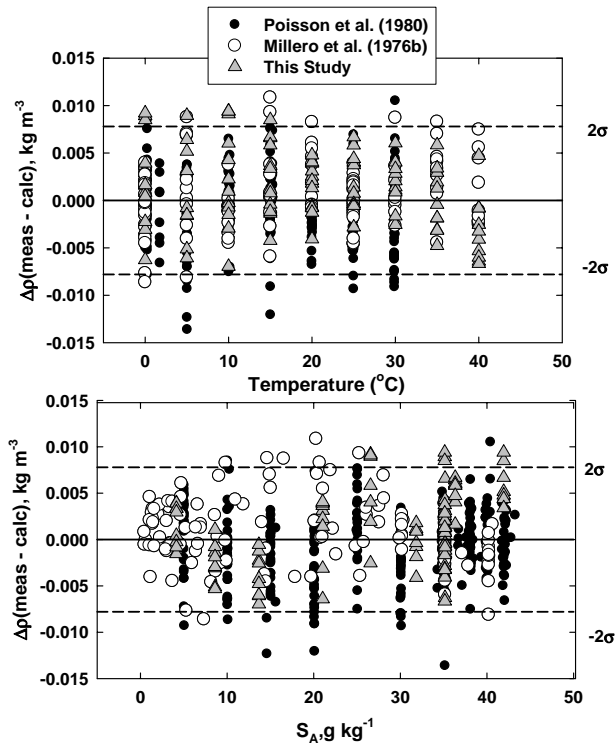 Poisson et al. (1980)
Millero et al. (1976b)
This Study
Δρ(meas - calc), kg m⁻³
0.015
0.010
0.005
0.000
-0.005
-0.010
-0.015
2σ
-2σ
0 10 20 30 40 50
Temperature (°C)
Δρ(meas - calc), kg m⁻³
0.015
0.010
0.005
0.000
-0.005
-0.010
-0.015
2σ
-2σ
0 10 20 30 40 50
S_A,g kg⁻¹